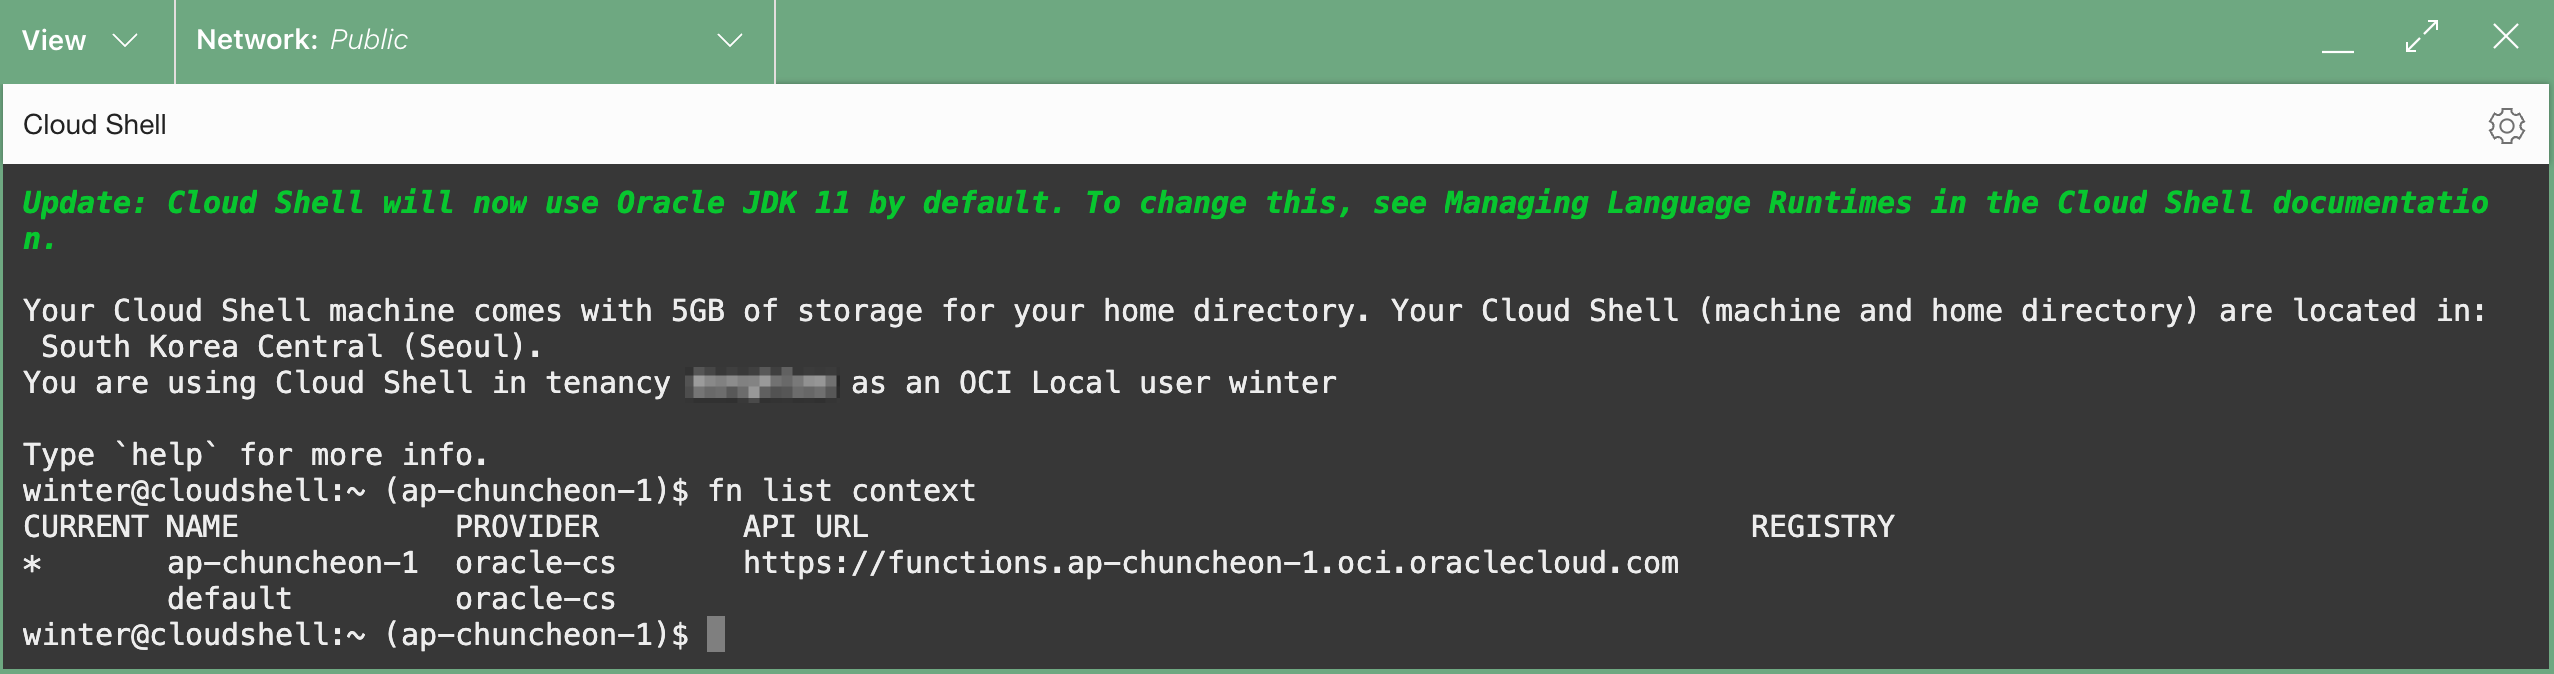 View
Network: Public
Cloud Shell
Update: Cloud Shell will now use Oracle JDK 11 by default. To change this, see Managing Language Runtimes in the Cloud Shell documentatio
n.
Your Cloud Shell machine comes with 5GB of storage for your home directory. Your Cloud Shell (machine and home directory) are located in:
South Korea Central (Seoul).
You are using Cloud Shell in tenancy as an OCI Local user winter
Type `help` for more info.
winter@cloudshell:~ (ap-chuncheon-1)$ fn list context
CURRENT NAME PROVIDER API URL REGISTRY
* ap-chuncheon-1 oracle-cs https://functions.ap-chuncheon-1.oci.oraclecloud.com
default oracle-cs
winter@cloudshell:~ (ap-chuncheon-1)$